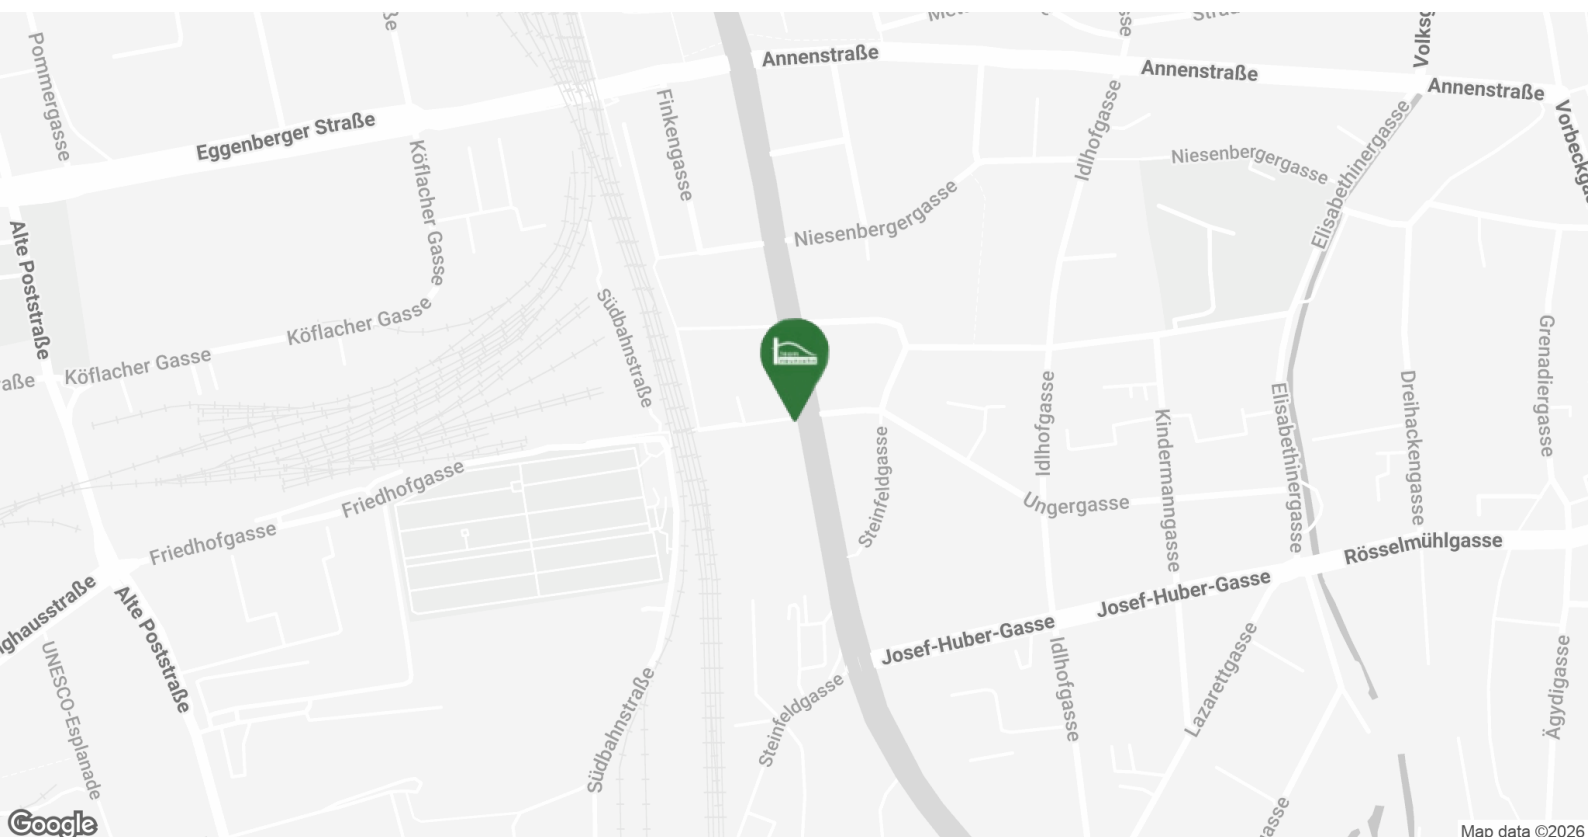 Annenstraße
Annenstraße
Annenstraße
Eggenberger Straße
Pommergasse
Köflacher Gasse
Finkengasse
Idlhofgasse
Niesenbergergasse
Elisabethinergasse
Niesenbergergasse
Alte Poststraße
Köflacher Gasse
Köflacher Gasse
Südbahnstraße
Idlhofgasse
Kindermanngasse
Elisabethinergasse
Dreihackengasse
Grenadiergasse
Steinfeldgasse
Friedhofgasse
Friedhofgasse
Ungergasse
Rösselmühlgasse
Josef-Huber-Gasse
Josef-Huber-Gasse
Alte Poststraße
UNESCO-Esplanade
Südbahnstraße
Steinfeldgasse
Idlhofgasse
Lazarettgasse
Ägydigasse
Google
Map data ©2026